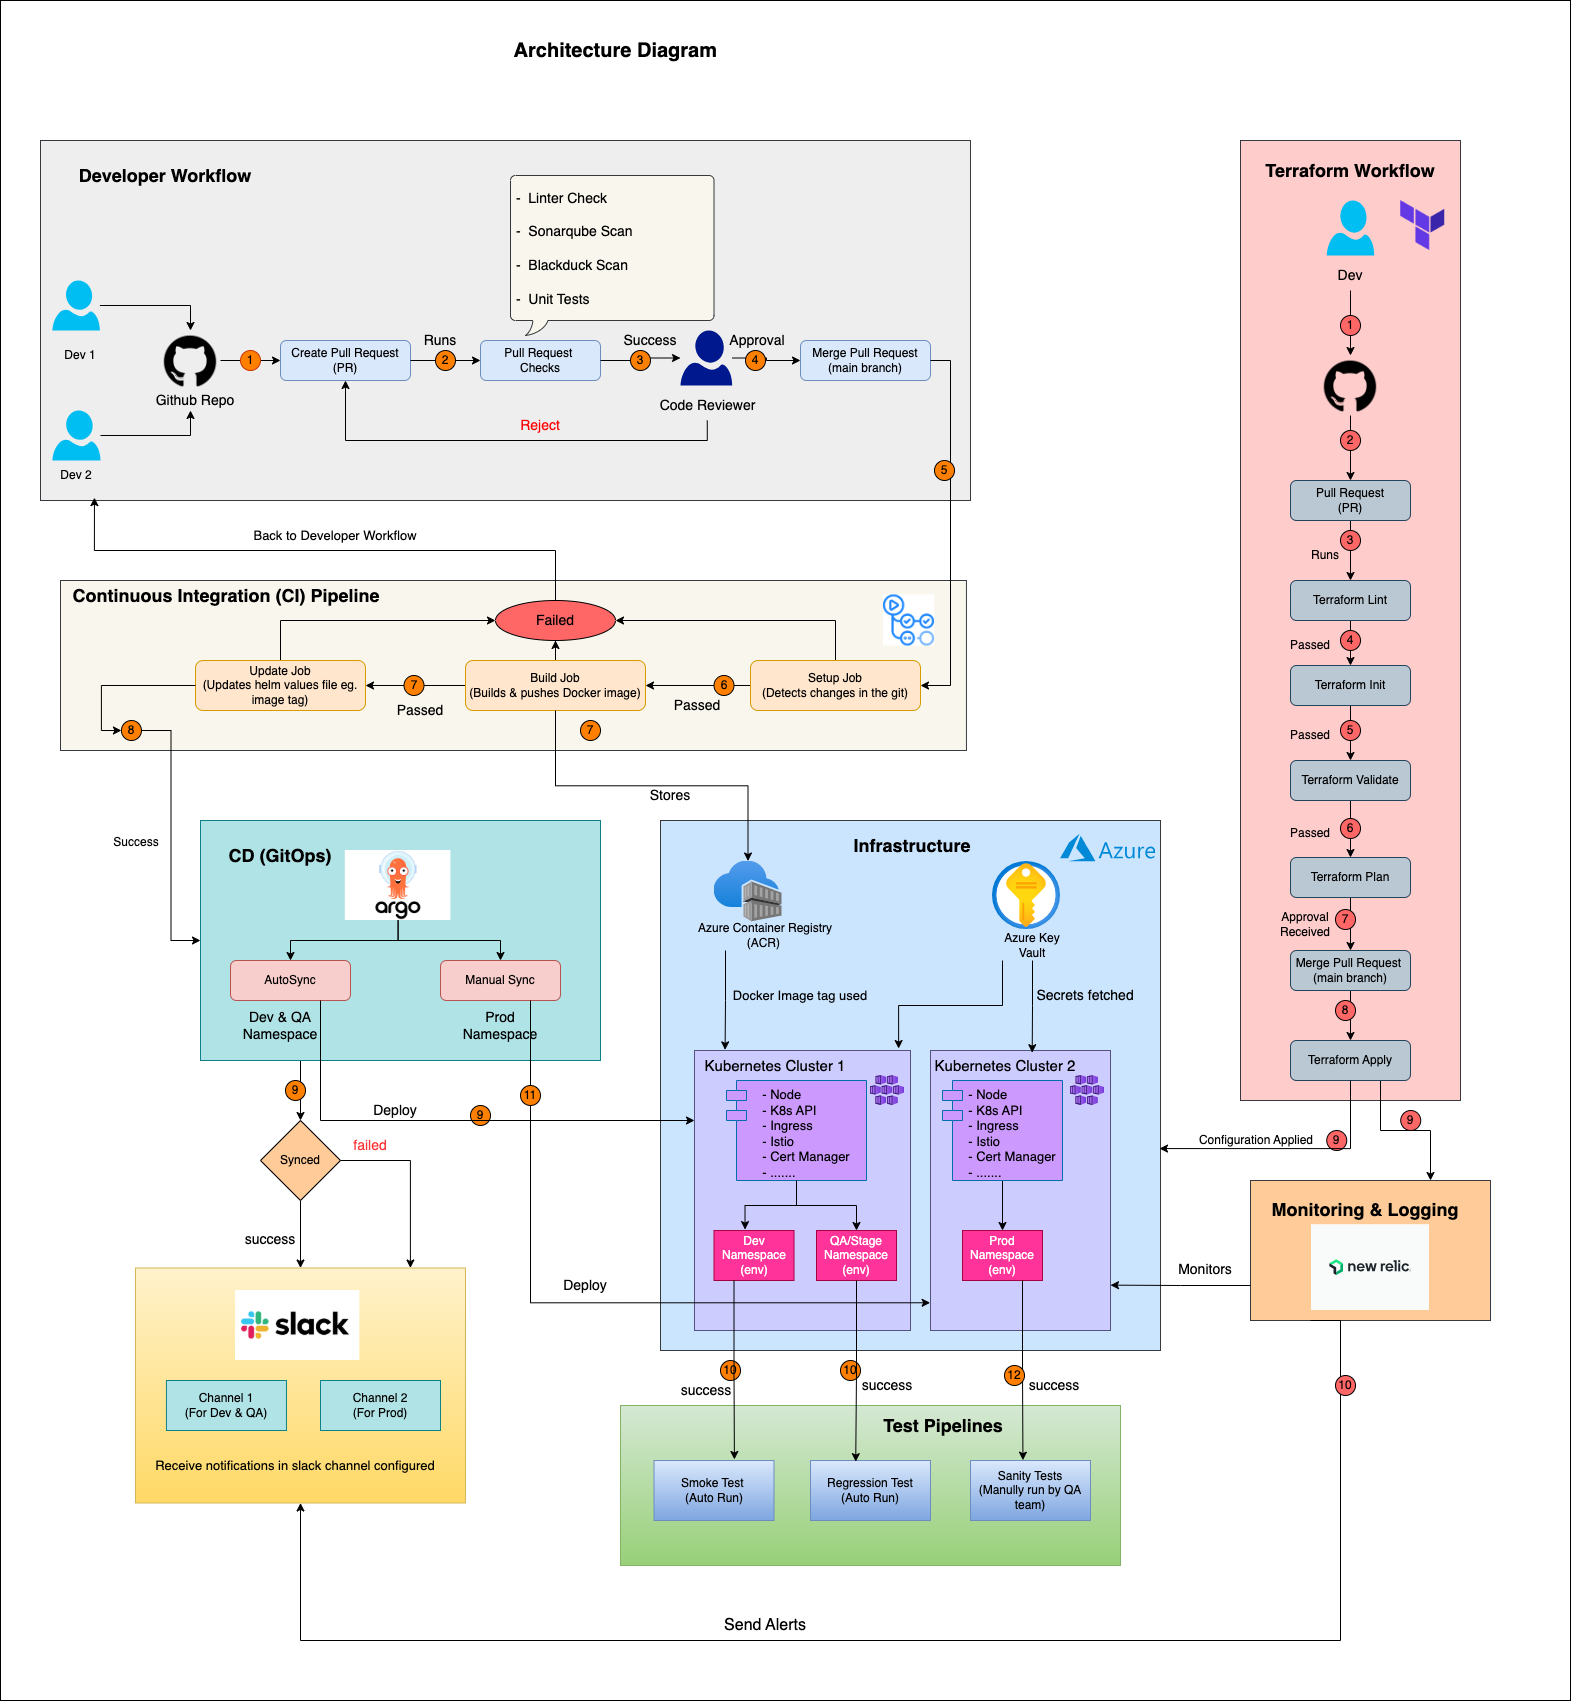 Architecture Diagram
Developer Workflow
- Linter Check
- Sonarqube Scan
- Blackduck Scan
- Unit Tests
Dev 1
Dev 2
Github Repo
1
Create Pull Request
(PR)
Runs
2
Pull Request
Checks
Success
3
Code Reviewer
Approval
4
Merge Pull Request
(main branch)
Reject
5
Back to Developer Workflow
Continuous Integration (CI) Pipeline
Failed
Update Job
(Updates helm values file eg.
image tag)
7
Passed
Build Job
(Builds & pushes Docker image)
6
Passed
Setup Job
(Detects changes in the git)
8
7
Stores
Success
CD (GitOps)
argo
AutoSync
Manual Sync
Dev & QA
Namespace
Prod
Namespace
9
11
Deploy
9
Synced
failed
success
Deploy
slack
Channel 1
(For Dev & QA)
Channel 2
(For Prod)
Receive notifications in slack channel configured
Infrastructure
Azure
Azure Container Registry
(ACR)
Azure Key
Vault
Docker Image tag used
Secrets fetched
Kubernetes Cluster 1
- Node
- K8s API
- Ingress
- Istio
- Cert Manager
- .......
Dev
Namespace
(env)
QA/Stage
Namespace
(env)
Kubernetes Cluster 2
- Node
- K8s API
- Ingress
- Istio
- Cert Manager
- .......
Prod
Namespace
(env)
10
success
10
success
12
success
Test Pipelines
Smoke Test
(Auto Run)
Regression Test
(Auto Run)
Sanity Tests
(Manully run by QA
team)
Terraform Workflow
Dev
1
2
Pull Request
(PR)
3
Runs
Terraform Lint
4
Passed
Terraform Init
5
Passed
Terraform Validate
6
Passed
Terraform Plan
Approval
Received
7
Merge Pull Request
(main branch)
8
Terraform Apply
9
Configuration Applied
9
Monitoring & Logging
new relic.
Monitors
10
Send Alerts